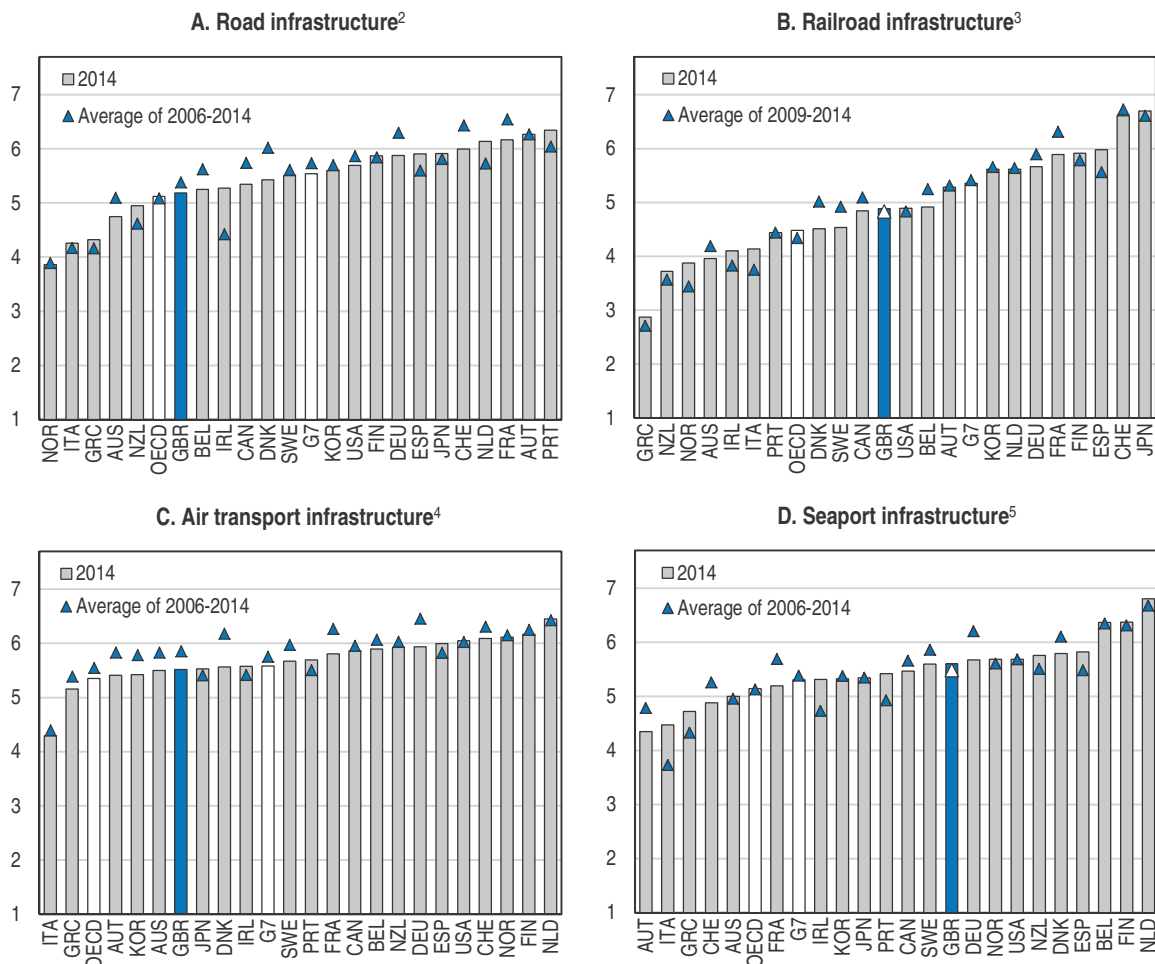 A. Road infrastructure²
2014
Average of 2006-2014
7
6
5
4
3
2
1
NOR ITA GRC AUS NZL OECD GBR BEL IRL CAN DNK SWE G7 KOR USA FIN DEU ESP JPN CHE NLD FRA AUT PRT
B. Railroad infrastructure³
2014
Average of 2009-2014
7
6
5
4
3
2
1
GRC NZL NOR AUS IRL ITA PRT OECD DNK SWE CAN GBR USA BEL AUT G7 KOR NLD DEU FRA FIN ESP CHE JPN
C. Air transport infrastructure⁴
2014
Average of 2006-2014
7
6
5
4
3
2
1
ITA GRC OECD AUT KOR AUS GBR JPN DNK IRL G7 SWE PRT FRA CAN BEL NZL DEU ESP USA CHE NOR FIN NLD
D. Seaport infrastructure⁵
2014
Average of 2006-2014
7
6
5
4
3
2
1
AUT ITA GRC CHE AUS OECD FRA G7 IRL KOR JPN PRT CAN SWE GBR DEU NOR USA NZL DNK ESP BEL FIN NLD